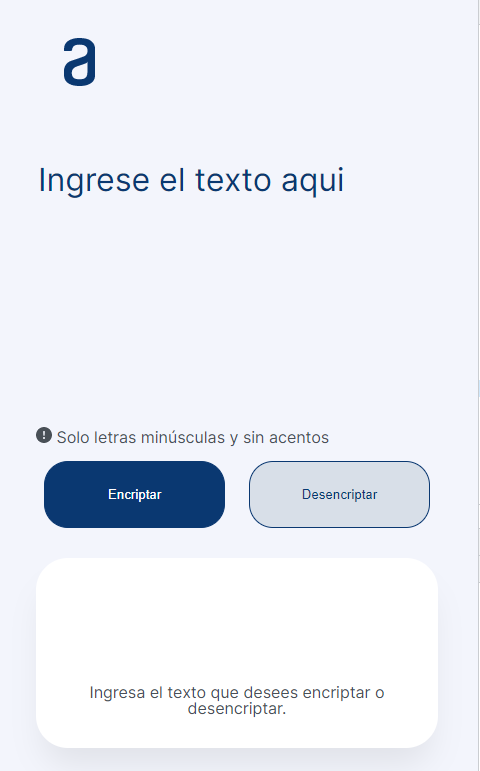 a
Ingrese el texto aqui
! Solo letras minúsculas y sin acentos
Encriptar
Desencriptar
Ingresa el texto que desees encriptar o
desencriptar.